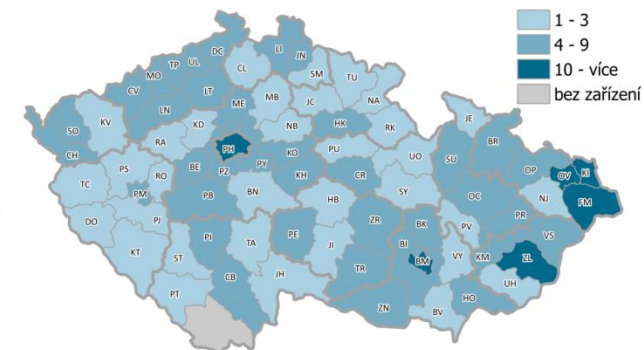 1 - 3
4 - 9
10 - více
bez zařízení
DC
LI
JN
TP
UL
CL
SM
TU
MO
CV
LT
MB
JC
NA
LN
ME
SO
KV
KD
NB
HK
RK
JE
CH
RA
PH
BR
PS
RO
BE
PZ
PY
KO
PU
UO
SU
OP
OV
KI
TC
PM
KH
CR
PB
BN
HB
SY
OC
NJ
FM
DO
PJ
PR
KT
ST
PI
TA
PE
JI
ZR
BK
PV
VS
BI
BM
VY
KM
ZL
TR
CB
JH
PT
UH
ZN
BV
HO